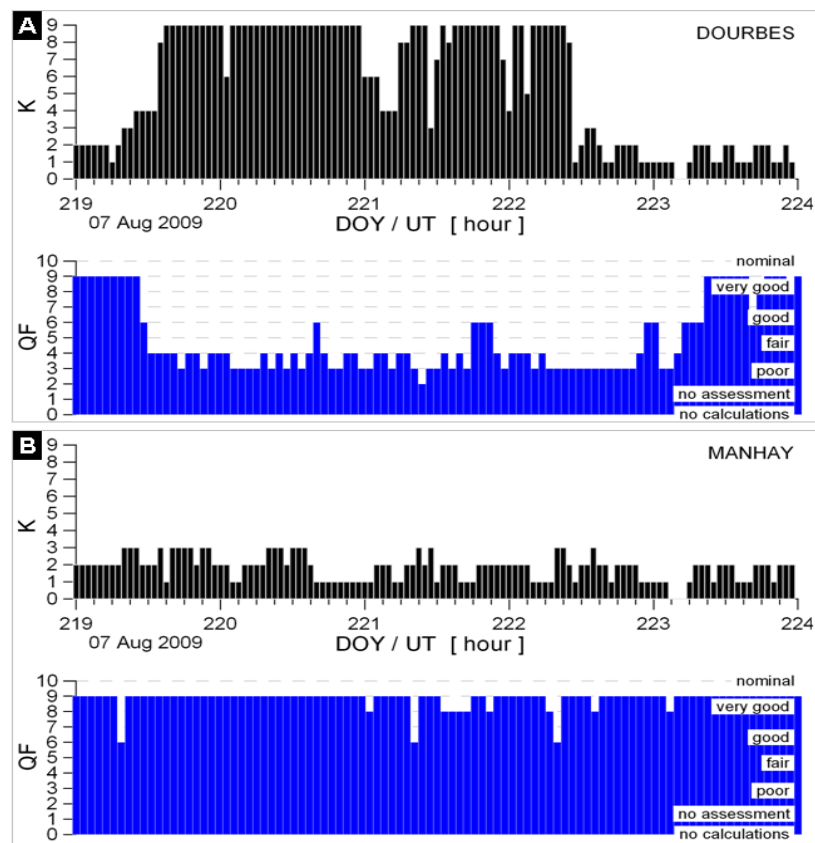 A
DOURBES
K
9
8
7
6
5
4
3
2
1
0
219 220 221 222 223 224
07 Aug 2009 DOY / UT [ hour ]
QF
10
9
8
7
6
5
4
3
2
1
0
nominal
very good
good
fair
poor
no assessment
no calculations
B
MANHAY
K
9
8
7
6
5
4
3
2
1
0
219 220 221 222 223 224
07 Aug 2009 DOY / UT [ hour ]
QF
10
9
8
7
6
5
4
3
2
1
0
nominal
very good
good
fair
poor
no assessment
no calculations